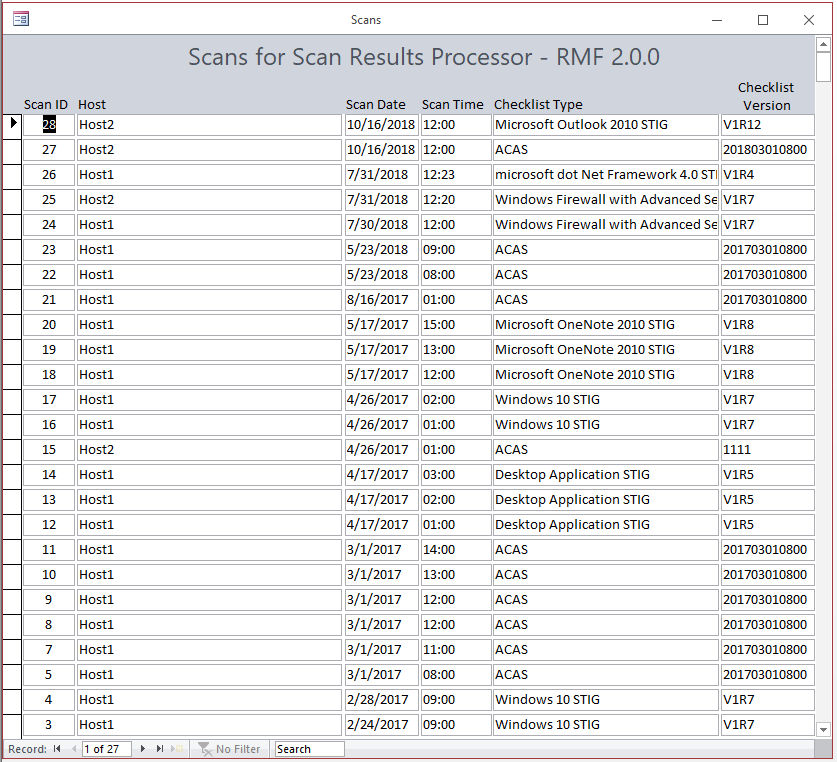 Scans
Scans for Scan Results Processor - RMF 2.0.0
Scan ID Host Scan Date Scan Time Checklist Type Checklist Version
28 Host2 10/16/2018 12:00 Microsoft Outlook 2010 STIG V1R12
27 Host2 10/16/2018 12:00 ACAS 201803010800
26 Host1 7/31/2018 12:23 microsoft dot Net Framework 4.0 STI V1R4
25 Host2 7/31/2018 12:20 Windows Firewall with Advanced Se V1R7
24 Host1 7/30/2018 12:00 Windows Firewall with Advanced Se V1R7
23 Host1 5/23/2018 09:00 ACAS 201703010800
22 Host1 5/23/2018 08:00 ACAS 201703010800
21 Host1 8/16/2017 01:00 ACAS 201703010800
20 Host1 5/17/2017 15:00 Microsoft OneNote 2010 STIG V1R8
19 Host1 5/17/2017 13:00 Microsoft OneNote 2010 STIG V1R8
18 Host1 5/17/2017 12:00 Microsoft OneNote 2010 STIG V1R8
17 Host1 4/26/2017 02:00 Windows 10 STIG V1R7
16 Host1 4/26/2017 01:00 Windows 10 STIG V1R7
15 Host2 4/26/2017 01:00 ACAS 1111
14 Host1 4/17/2017 03:00 Desktop Application STIG V1R5
13 Host1 4/17/2017 02:00 Desktop Application STIG V1R5
12 Host1 4/17/2017 01:00 Desktop Application STIG V1R5
11 Host1 3/1/2017 14:00 ACAS 201703010800
10 Host1 3/1/2017 13:00 ACAS 201703010800
9 Host1 3/1/2017 12:00 ACAS 201703010800
8 Host1 3/1/2017 12:00 ACAS 201703010800
7 Host1 3/1/2017 11:00 ACAS 201703010800
5 Host1 3/1/2017 08:00 ACAS 201703010800
4 Host1 2/28/2017 09:00 Windows 10 STIG V1R7
3 Host1 2/24/2017 09:00 Windows 10 STIG V1R7
Record: 1 of 27 No Filter Search